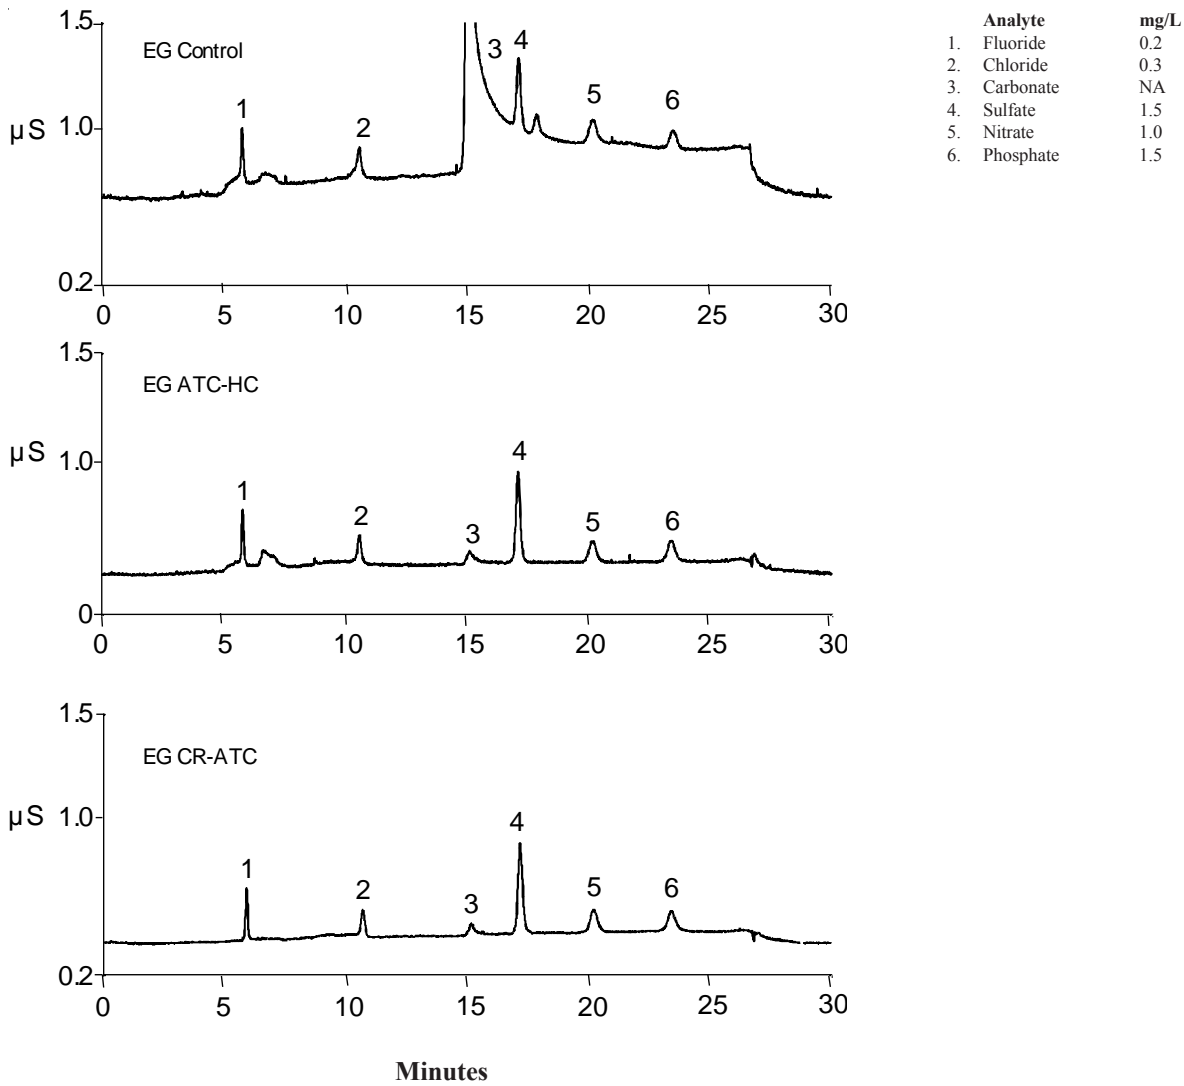 1.5
EG Control
3 4
1
2
5
6
µS 1.0
0.2
0 5 10 15 20 25 30
1.5
EG ATC-HC
4
µS 1.0
1
2
3
5
6
0
0 5 10 15 20 25 30
1.5
EG CR-ATC
µS 1.0
4
1
2
3
5
6
0.2
0 5 10 15 20 25 30
Minutes
Analyte mg/L
1. Fluoride 0.2
2. Chloride 0.3
3. Carbonate NA
4. Sulfate 1.5
5. Nitrate 1.0
6. Phosphate 1.5